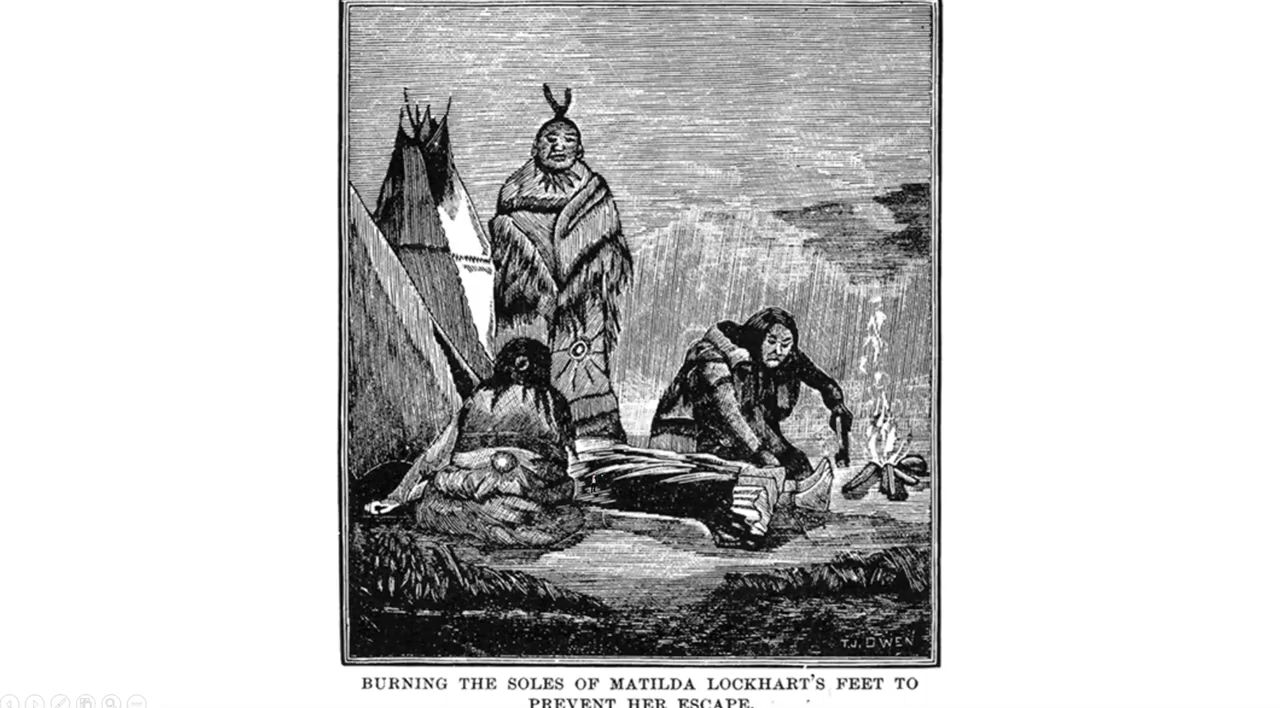 T.J. OWEN
BURNING THE SOLES OF MATILDA LOCKHART'S FEET TO
PREVENT HER ESCAPE.